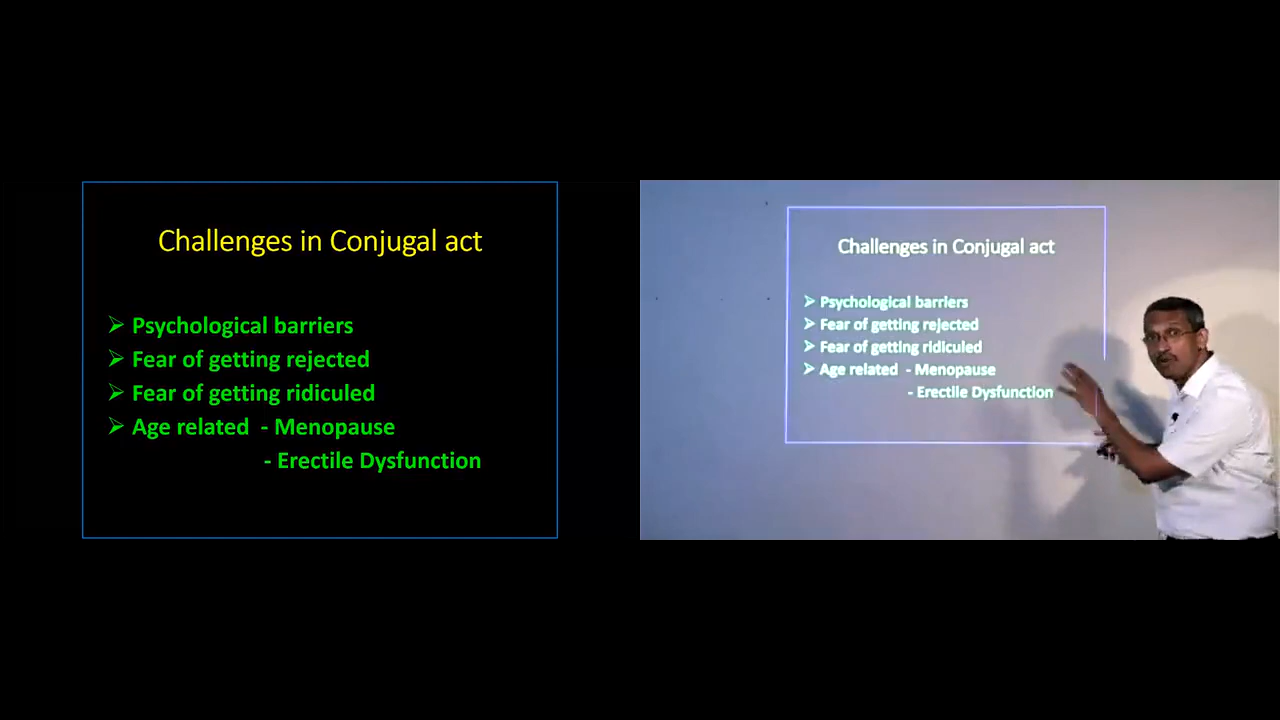 Challenges in Conjugal act
➢ Psychological barriers
➢ Fear of getting rejected
➢ Fear of getting ridiculed
➢ Age related - Menopause
- Erectile Dysfunction
Challenges in Conjugal act
➢ Psychological barriers
➢ Fear of getting rejected
➢ Fear of getting ridiculed
➢ Age related - Menopause
- Erectile Dysfunction